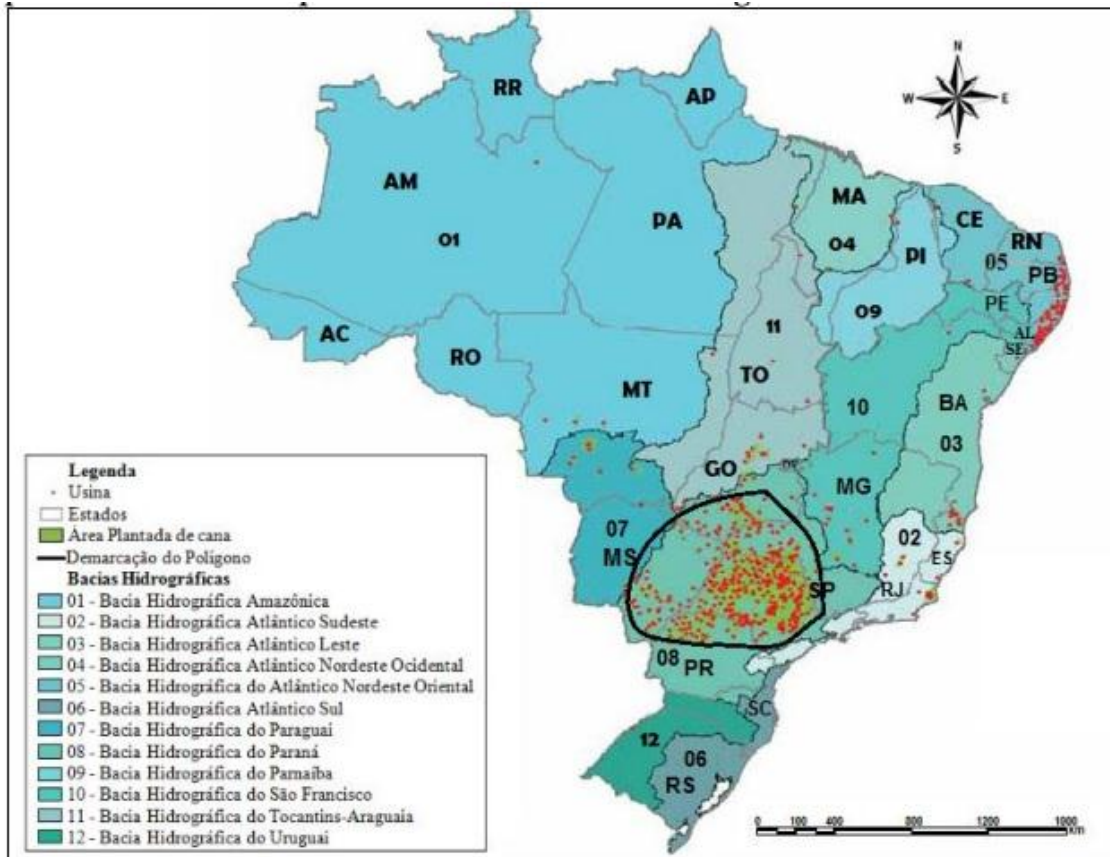 N
W E
S
RR
AP
AM
PA
MA
CE
RN
01
04
PI
05
PB
PE
09
AL
SE
AC
RO
11
TO
MT
10
BA
03
GO
MG
07
MS
02
ES
SP
RJ
08
PR
SC
12
06
RS
Legenda
Usina
Estados
Área Plantada de cana
Demarcação do Polígono
Bacias Hidrográficas
01 - Bacia Hidrográfica Amazônica
02 - Bacia Hidrográfica Atlântico Sudeste
03 - Bacia Hidrográfica Atlântico Leste
04 - Bacia Hidrográfica Atlântico Nordeste Ocidental
05 - Bacia Hidrográfica do Atlântico Nordeste Oriental
06 - Bacia Hidrográfica Atlântico Sul
07 - Bacia Hidrográfica do Paraguai
08 - Bacia Hidrográfica do Paraná
09 - Bacia Hidrográfica do Parnaíba
10 - Bacia Hidrográfica do São Francisco
11 - Bacia Hidrográfica do Tocantins-Araguaia
12 - Bacia Hidrográfica do Uruguai
0 100 200 400 800 1200 1600
Km